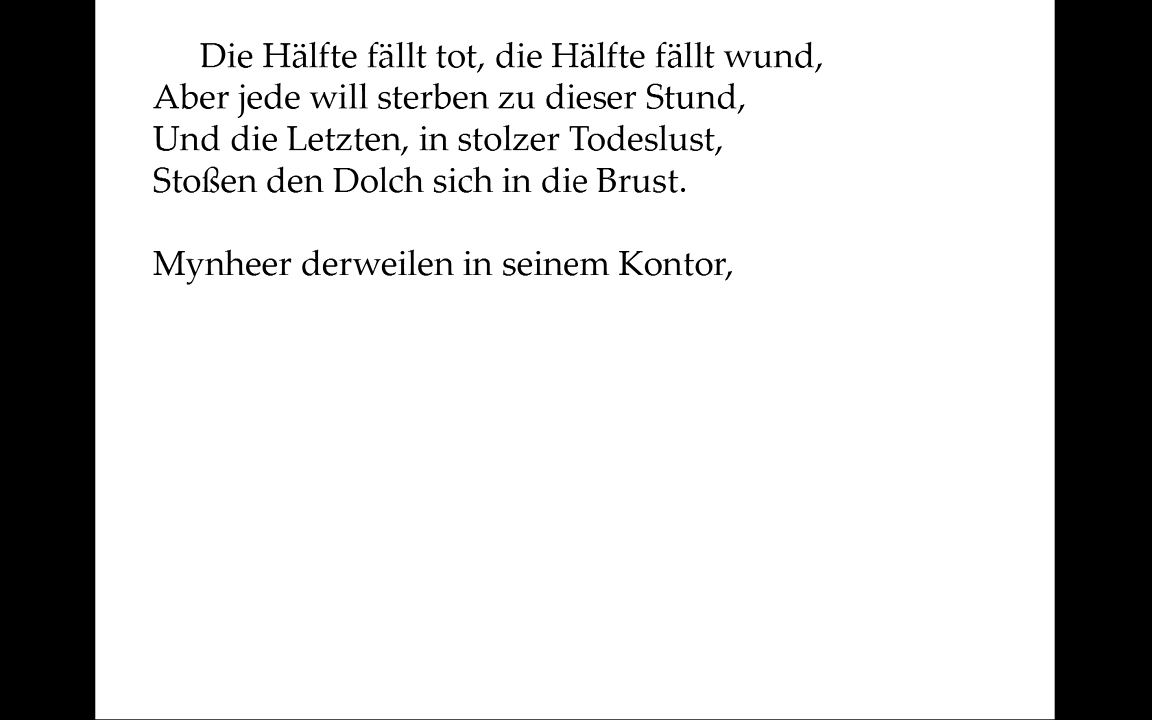 Die Hälfte fällt tot, die Hälfte fällt wund,
Aber jede will sterben zu dieser Stund,
Und die Letzten, in stolzer Todeslust,
Stoßen den Dolch sich in die Brust.
Mynheer derweilen in seinem Kontor,